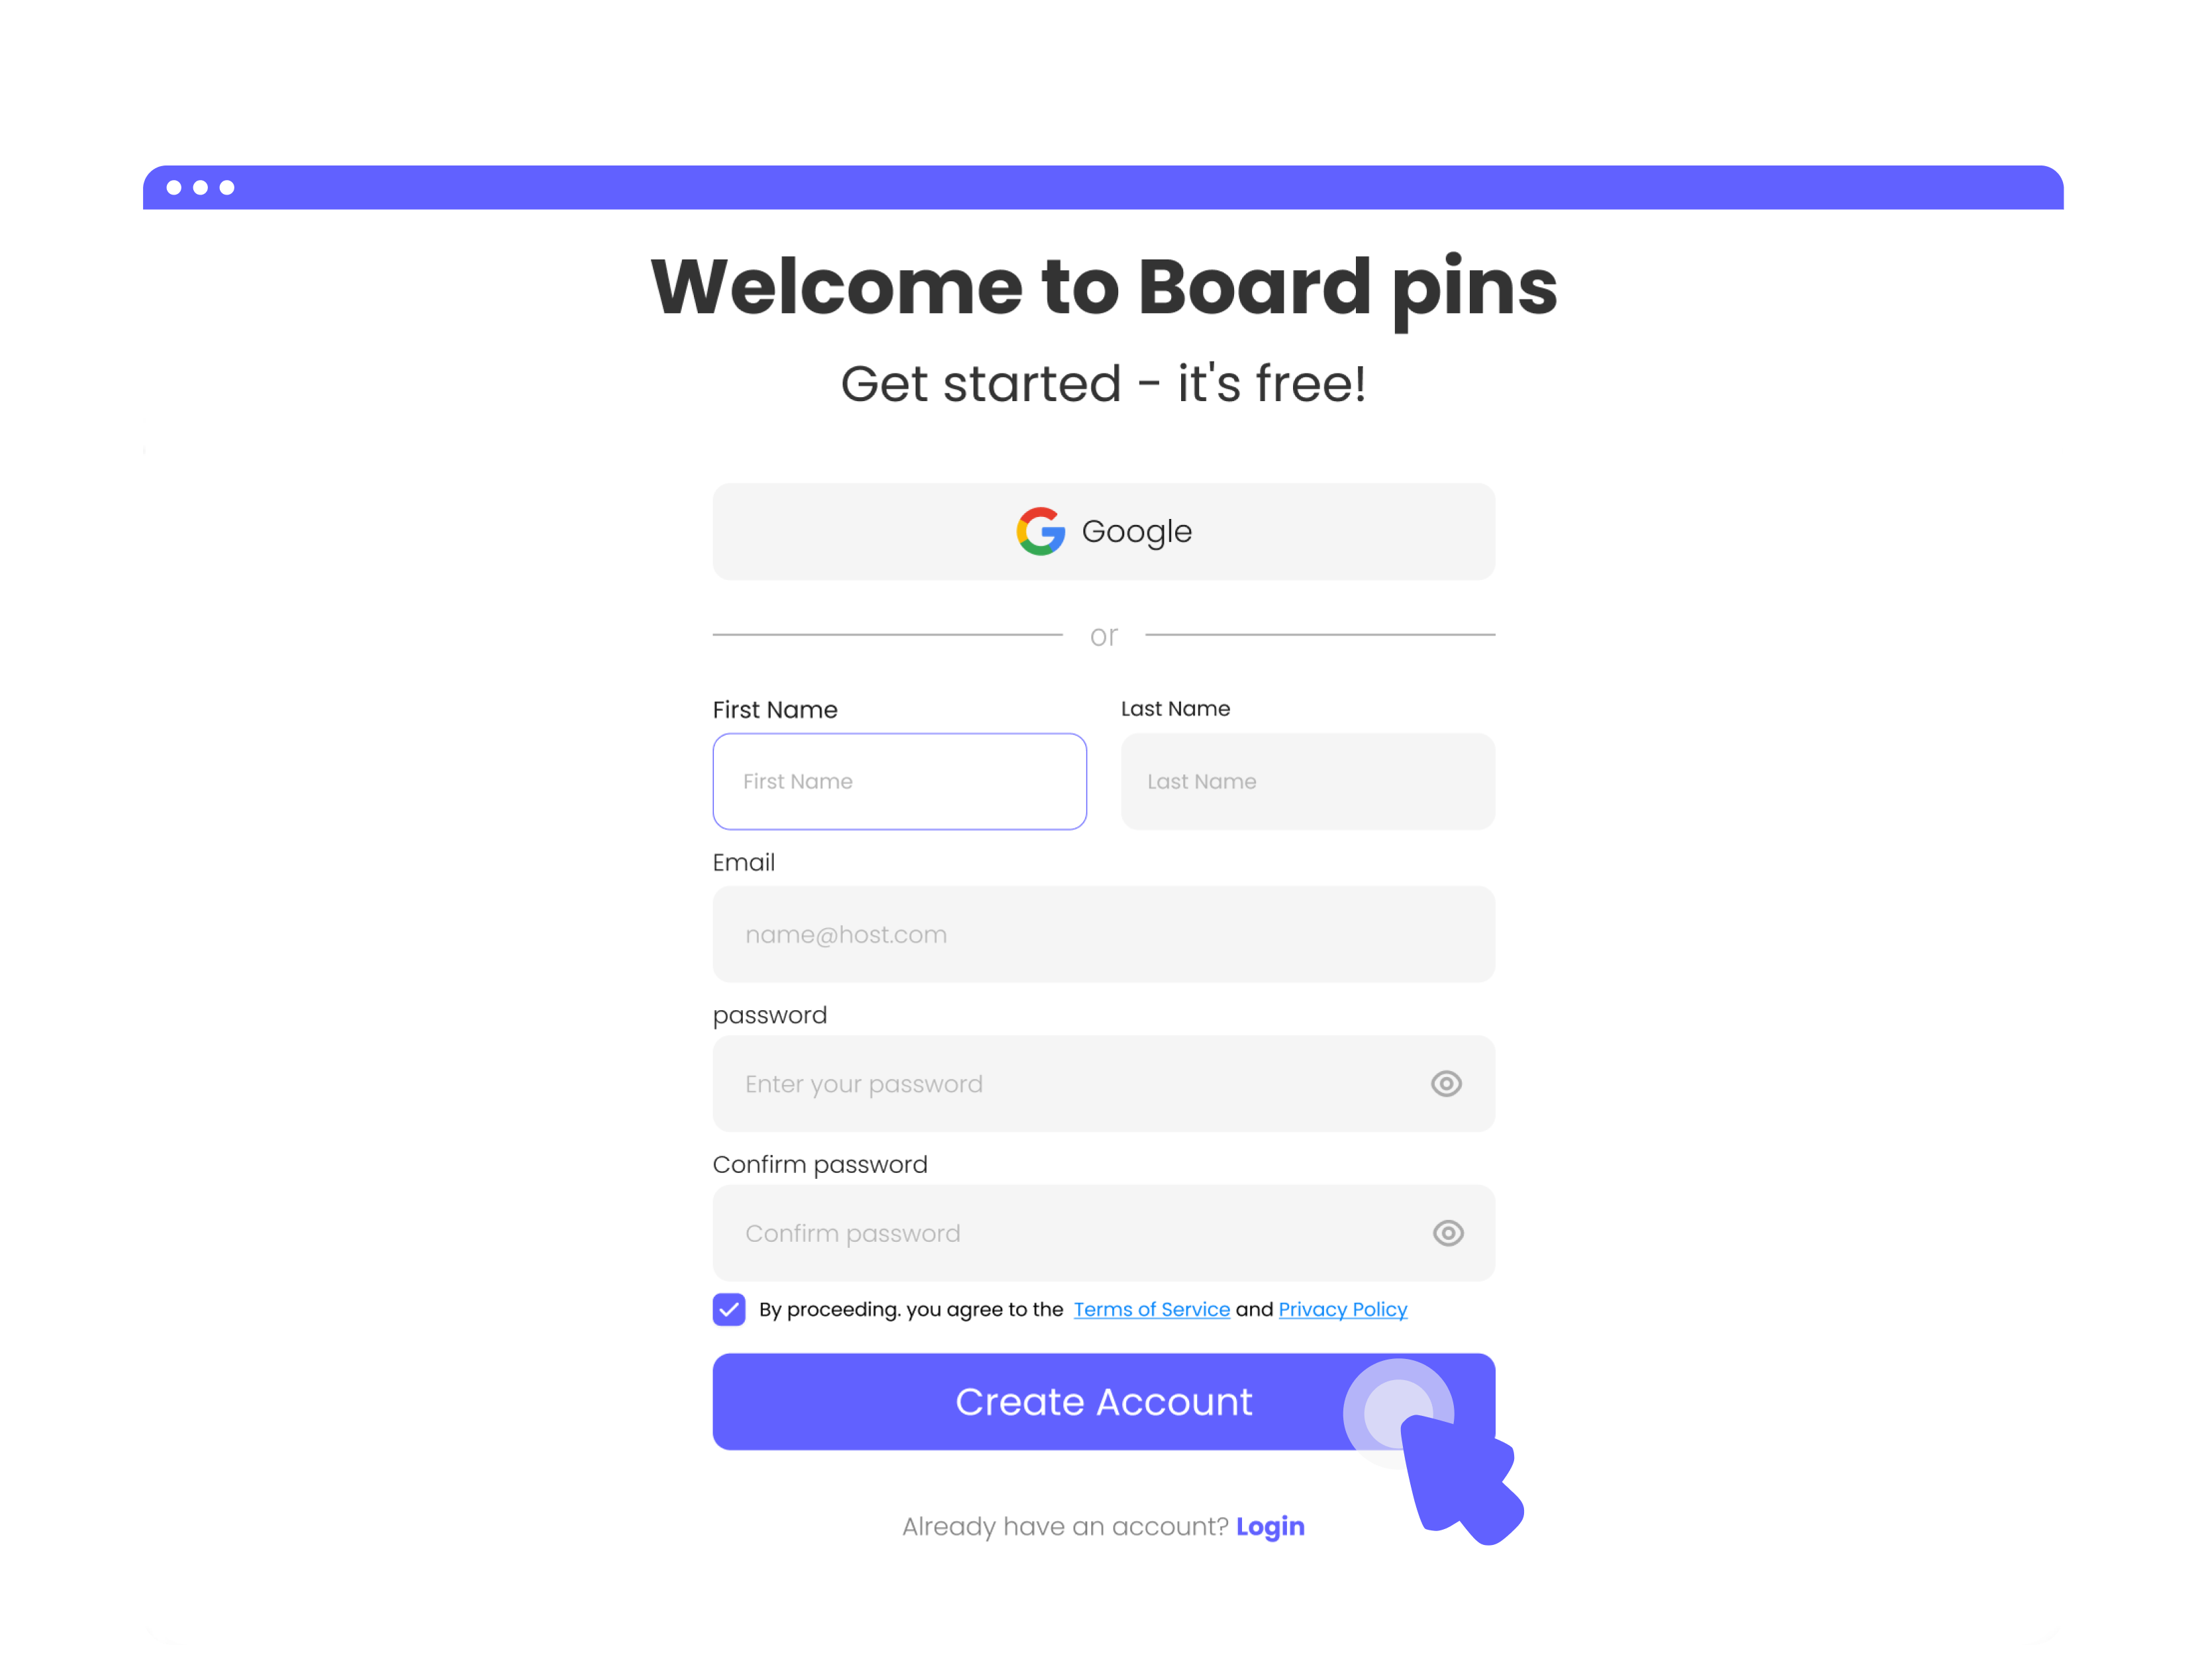 Welcome to Board pins
Get started - it's free!
Google
or
First Name
Last Name
First Name
Last Name
Email
name@host.com
password
Enter your password
Confirm password
Confirm password
By proceeding. you agree to the Terms of Service and Privacy Policy
Create Account
Already have an account? Login